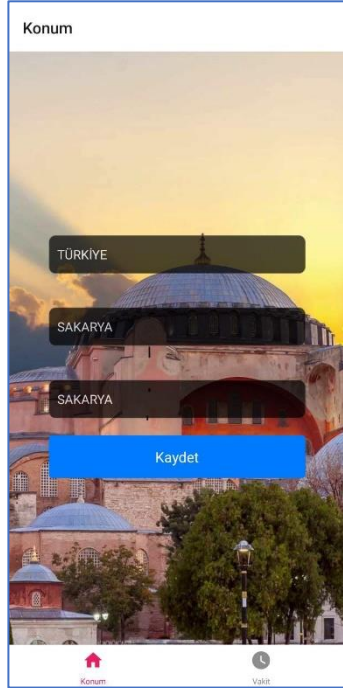 Konum
TÜRKİYE
SAKARYA
SAKARYA
Kaydet
Konum
Vakit